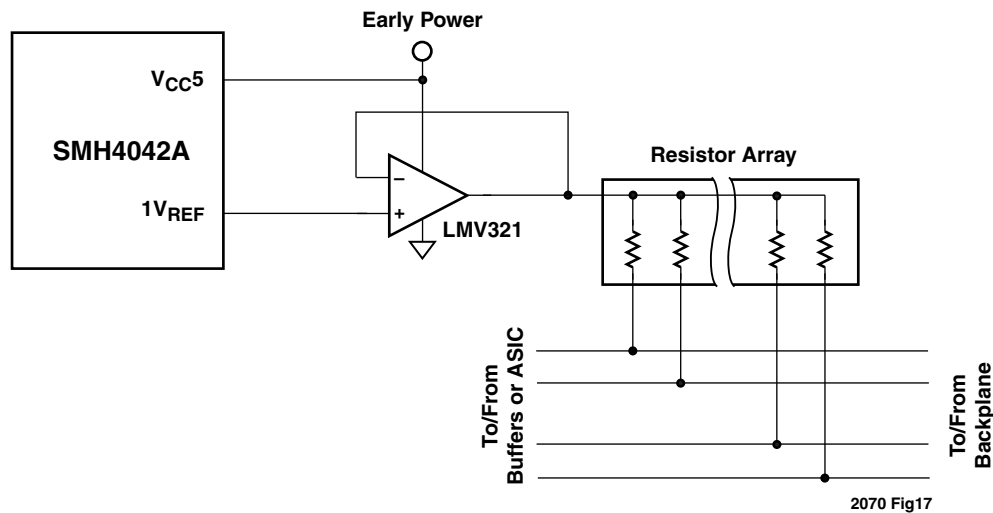 Early Power
VCC5
SMH4042A
1VREF
−
+
LMV321
Resistor Array
To/From
Buffers or ASIC
To/From
Backplane
2070 Fig17